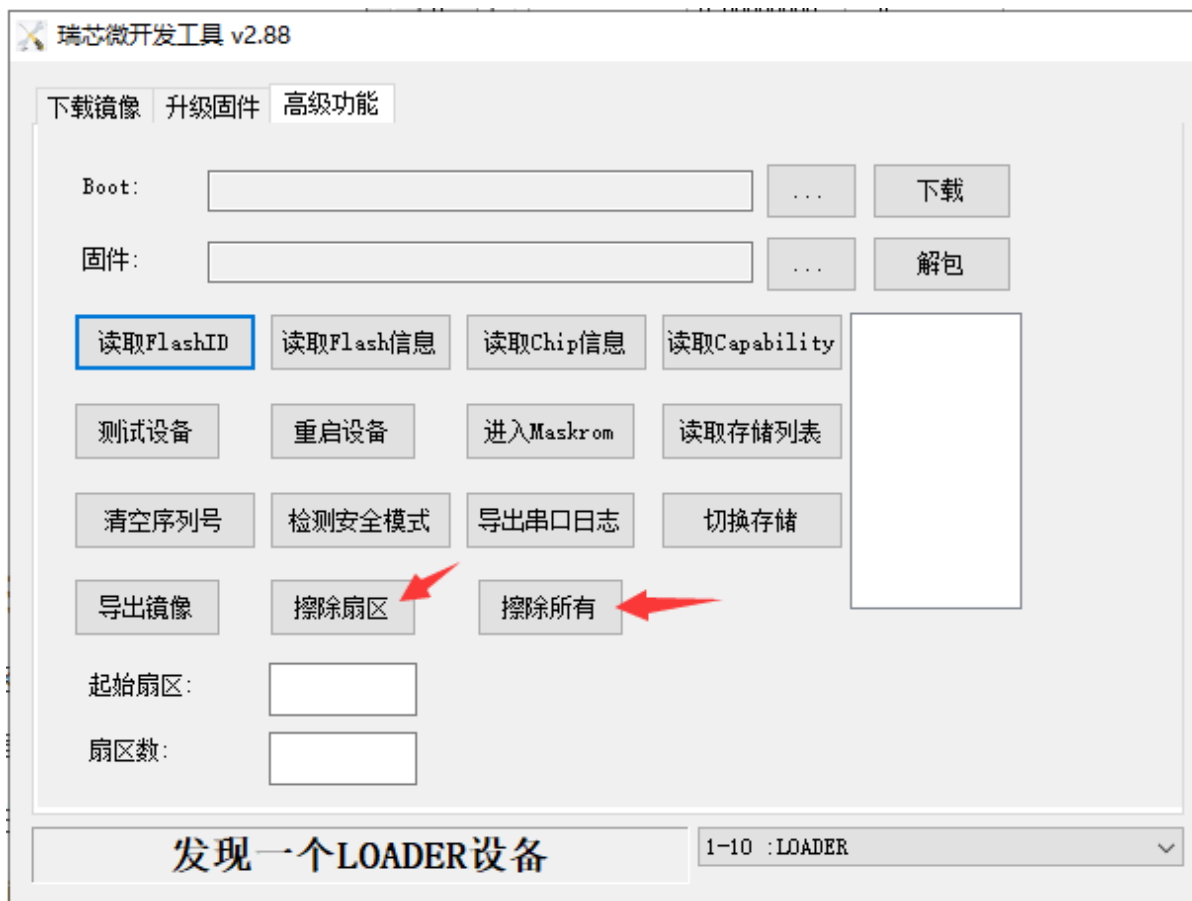 瑞芯微开发工具 v2.88
下载镜像 升级固件 高级功能
Boot: ... 下载
固件: ... 解包
读取FlashID 读取Flash信息 读取Chip信息 读取Capability
测试设备 重启设备 进入Maskrom 读取存储列表
清空序列号 检测安全模式 导出串口日志 切换存储
导出镜像 擦除扇区 擦除所有
起始扇区:
扇区数:
发现一个LOADER设备 1-10 :LOADER